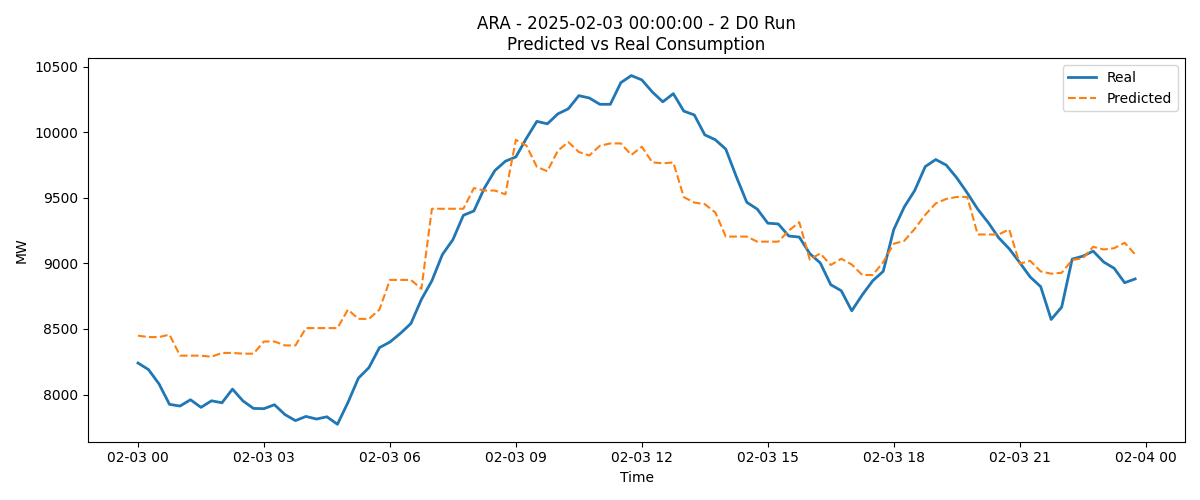 ARA - 2025-02-03 00:00:00 - 2 D0 Run
Predicted vs Real Consumption
Real
Predicted
MW
10500
10000
9500
9000
8500
8000
02-03 00
02-03 03
02-03 06
02-03 09
02-03 12
02-03 15
02-03 18
02-03 21
02-04 00
Time